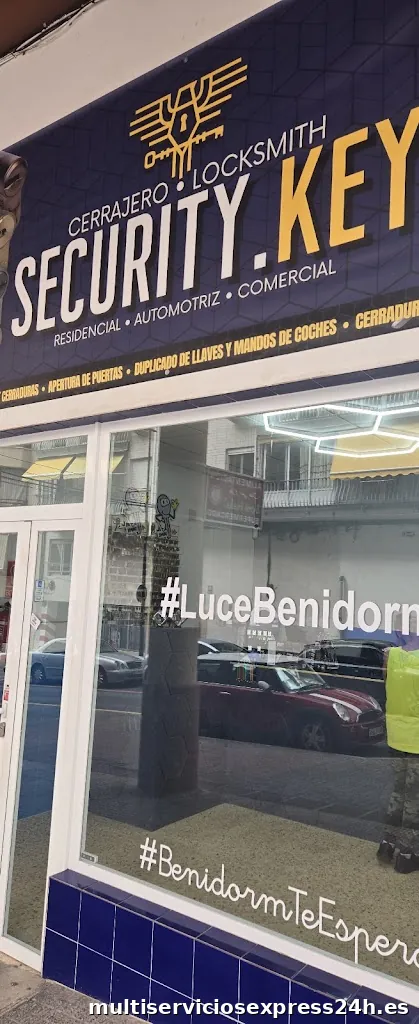 CERRAJERO • LOCKSMITH
SECURITY.KEY
RESIDENCIAL • AUTOMOTRIZ • COMERCIAL
CERRADURAS • APERTURA DE PUERTAS • DUPLICADO DE LLAVES Y MANDOS DE COCHES • CERRADUR
#LuceBenidorm
#BenidormTeEspera
multiserviciosexpress24h.es